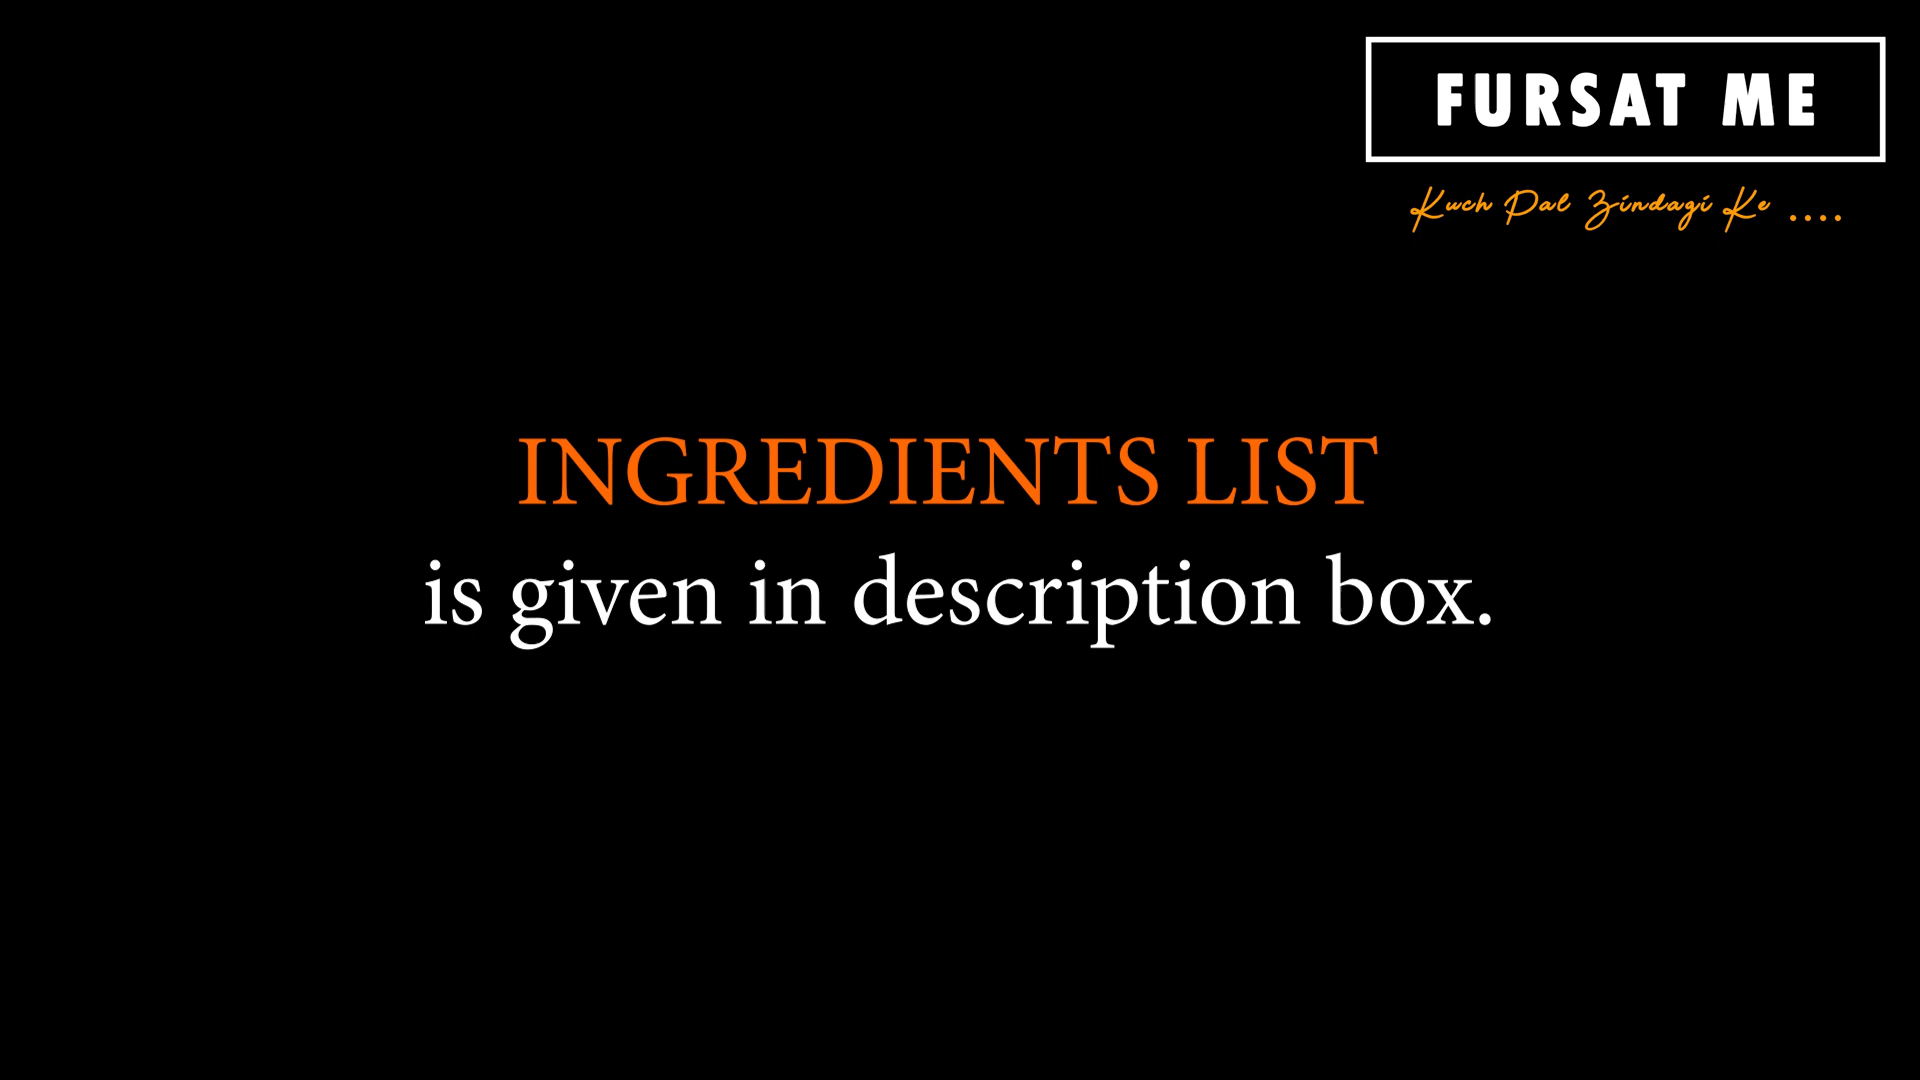 FURSAT ME
Kuch Pal Zindagi Ke ....
INGREDIENTS LIST
is given in description box.